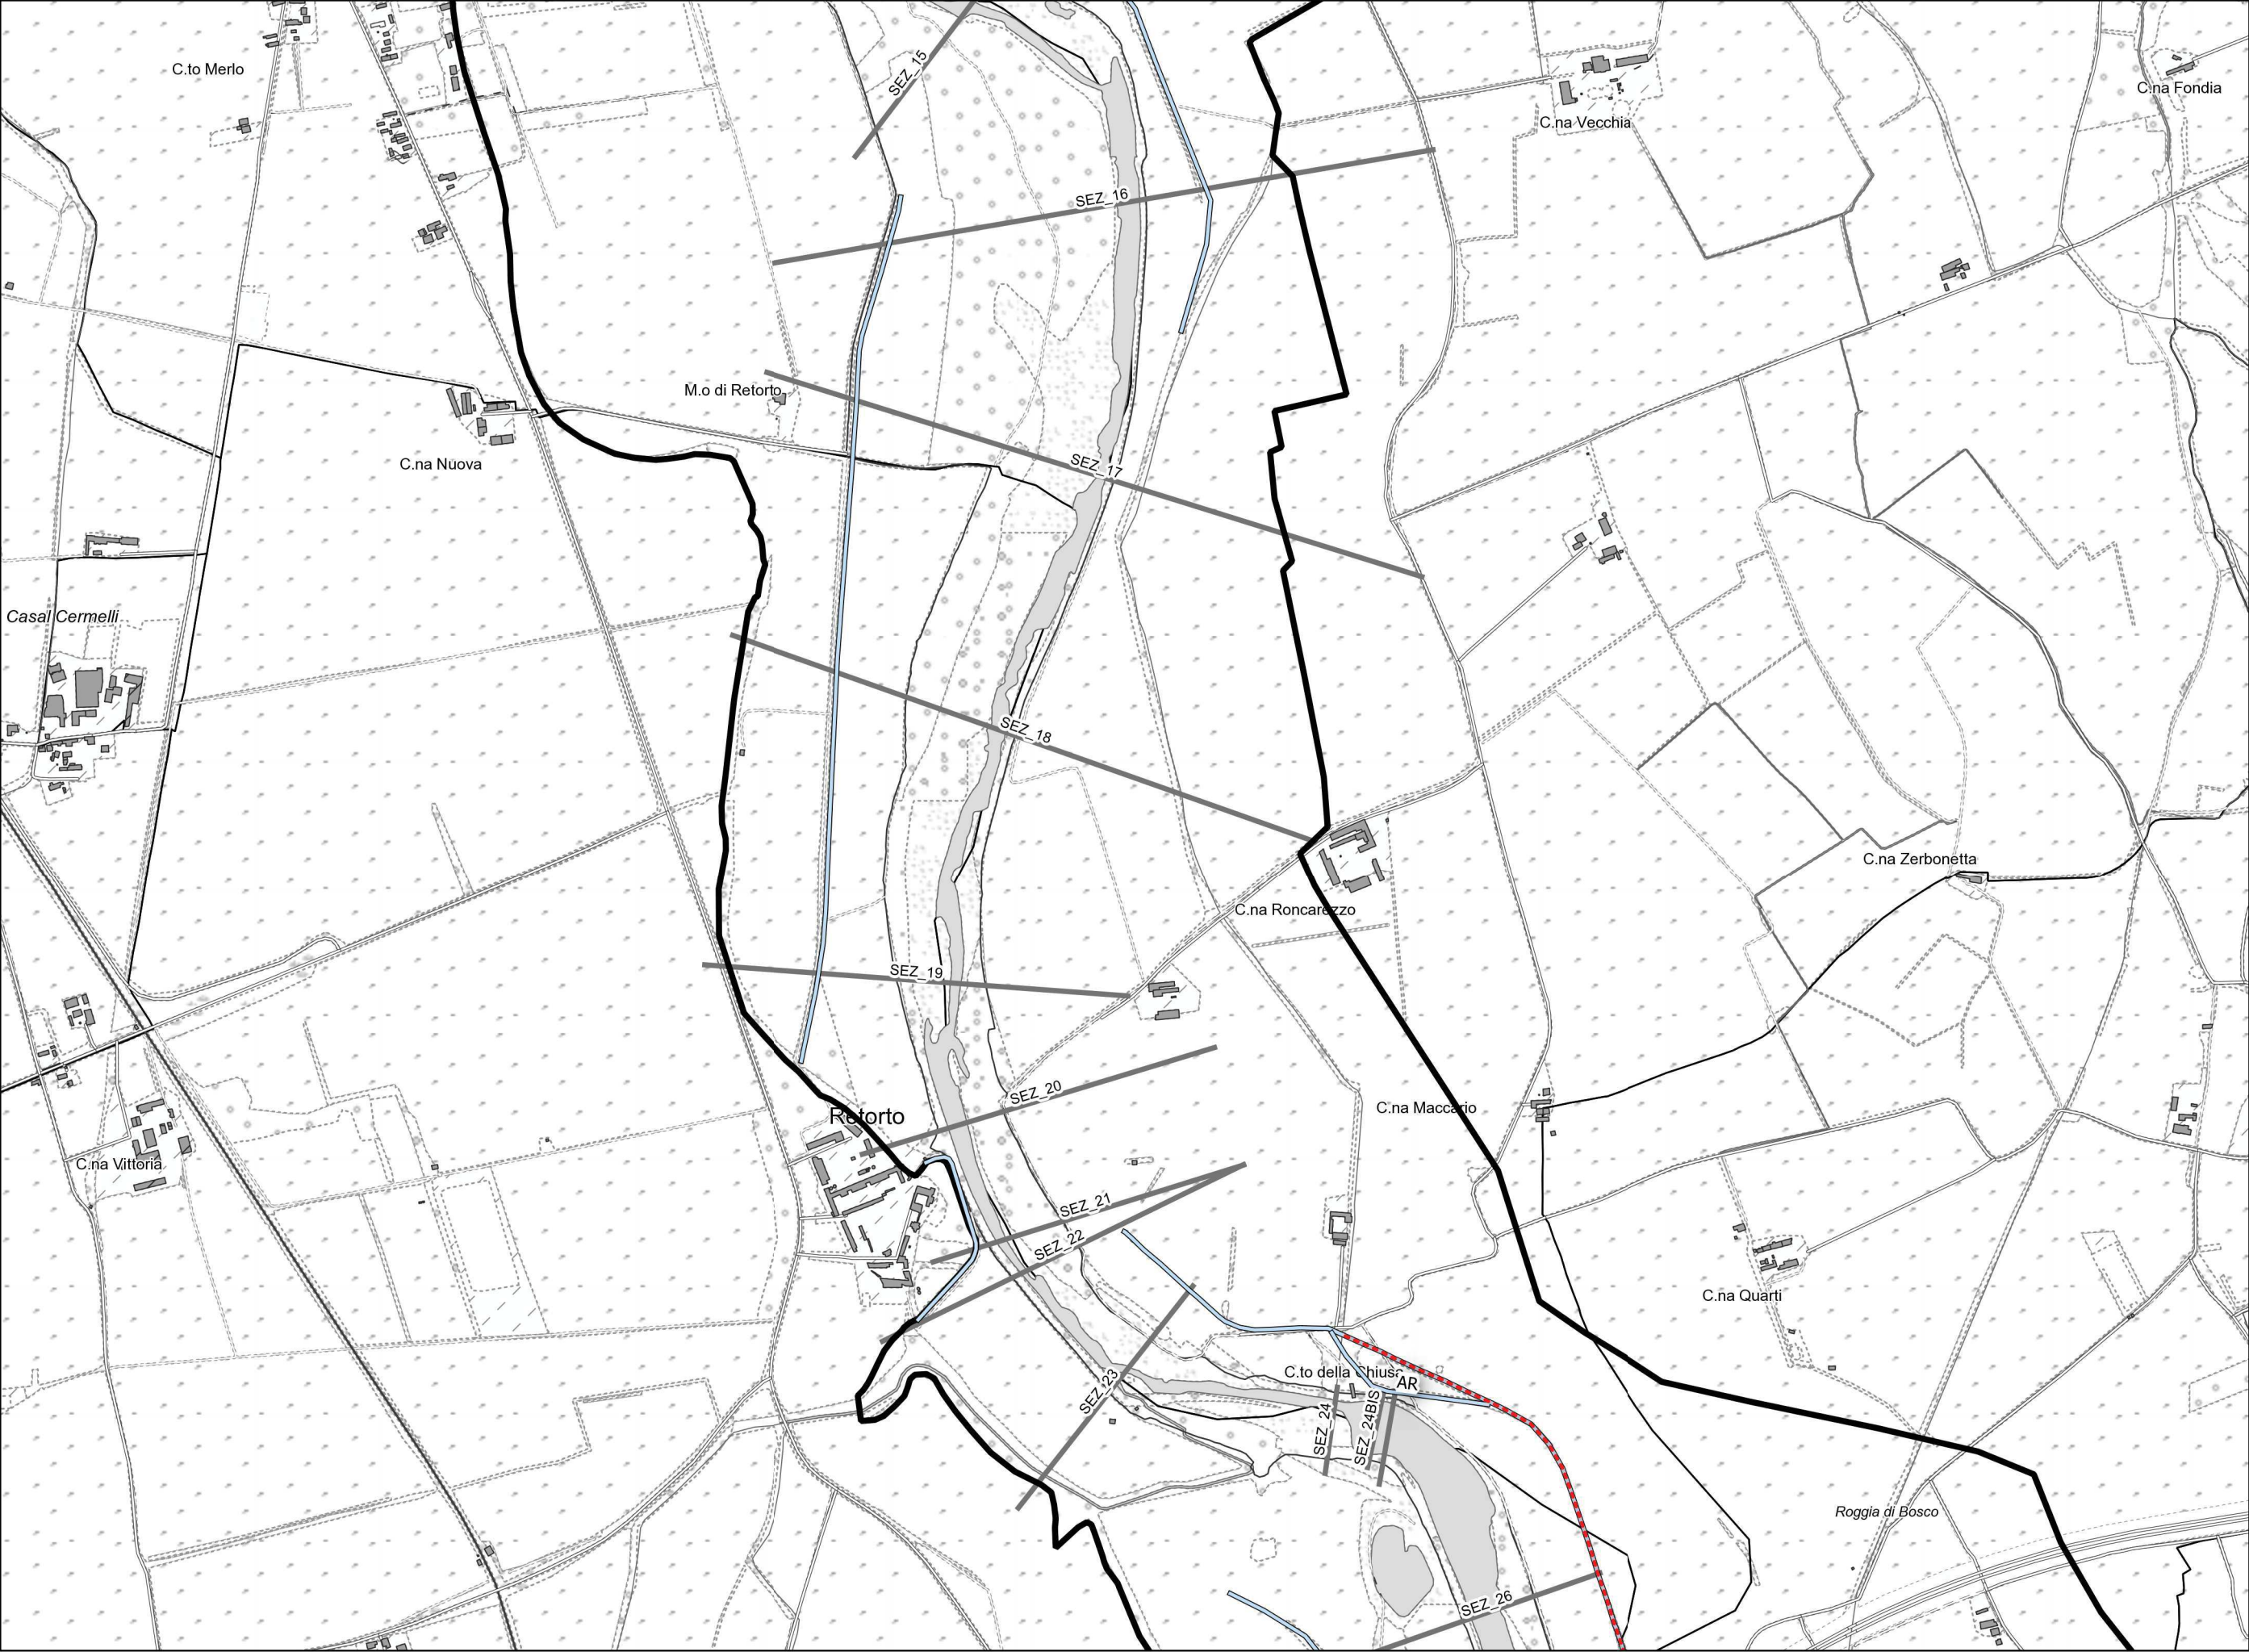 C.to Merlo
SEZ_15
C.na Vecchia
C.na Fondia
SEZ_16
M.o di Retorto
C.na Nuova
SEZ_17
Casal Cermelli
SEZ_18
C.na Zerbonetta
C.na Roncarezzo
SEZ_19
SEZ_20
Retorto
C.na Maccario
C.na Vittoria
SEZ_21
SEZ_22
C.na Quarti
C.to della Chiusa
AR
SEZ_23
SEZ_24
SEZ_24BIS
Roggia di Bosco
SEZ_26